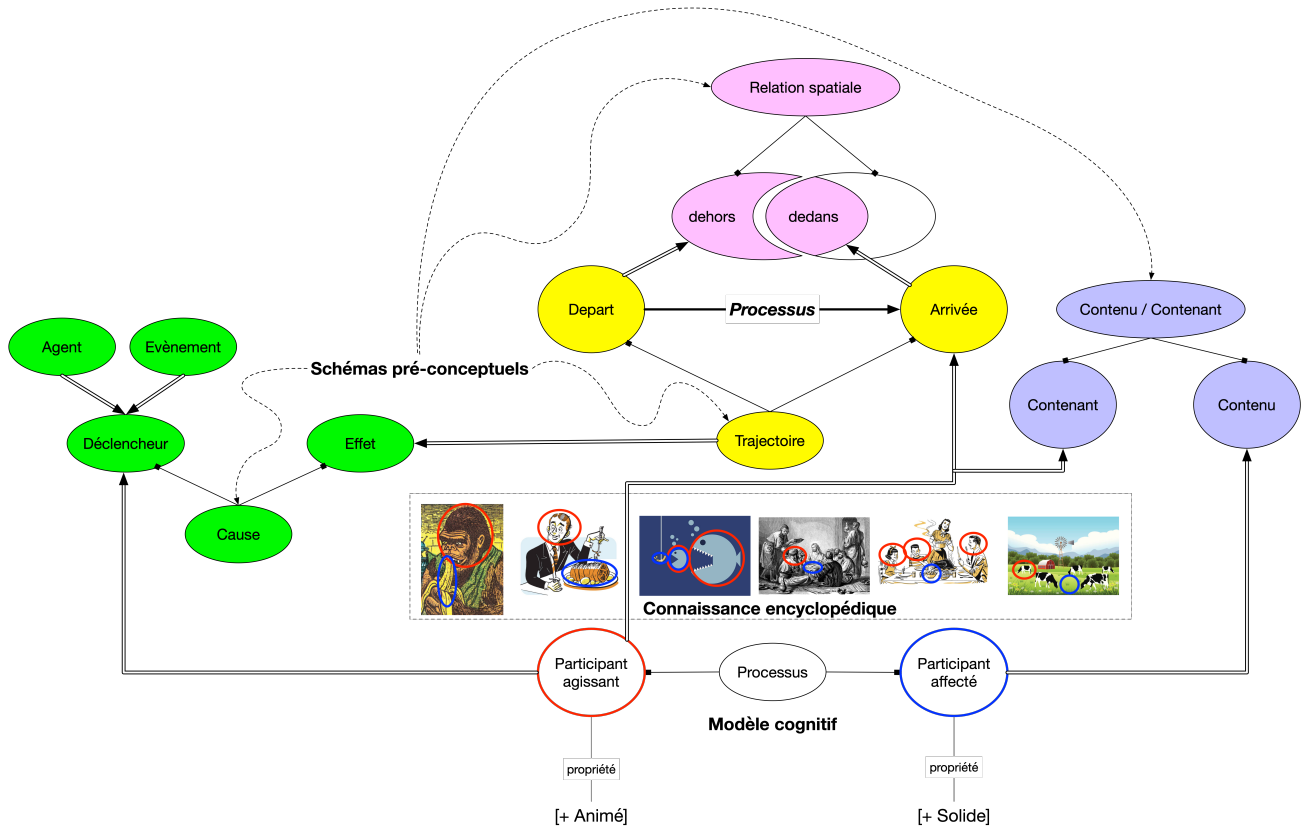 Relation spatiale
dehors
dedans
Depart
Processus
Arrivée
Contenu / Contenant
Agent
Evènement
Schémas pré-conceptuels
Contenant
Contenu
Déclencheur
Effet
Trajectoire
Cause
Connaissance encyclopédique
Participant
agissant
Processus
Participant
affecté
Modèle cognitif
propriété
propriété
[+ Animé]
[+ Solide]